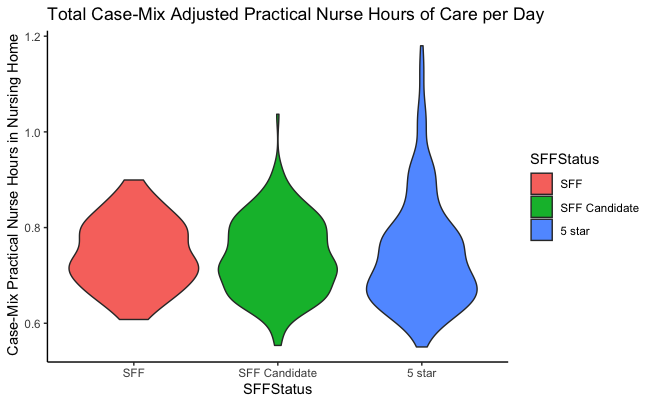 Total Case-Mix Adjusted Practical Nurse Hours of Care per Day
Case-Mix Practical Nurse Hours in Nursing Home
1.2
1.0
0.8
0.6
SFF
SFF Candidate
5 star
SFFStatus
SFFStatus
SFF
SFF Candidate
5 star